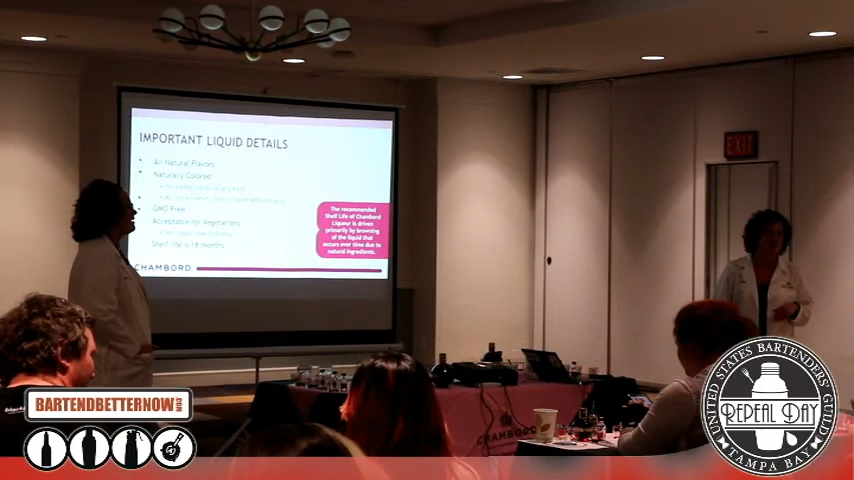 IMPORTANT LIQUID DETAILS
All Natural Flavors
Naturally Colored
GMO Free
Acceptable for Vegetarians
Shelf life is 18 months
The recommended
Shelf Life of Chambord
Liqueur is driven
primarily by browning
of the liquid that
occurs over time due to
natural ingredients.
CHAMBORD
EXIT
CHAMBORD
BARTENDBETTERNOW
.COM
UNITED STATES BARTENDERS' GUILD
REPEAL DAY
TAMPA BAY